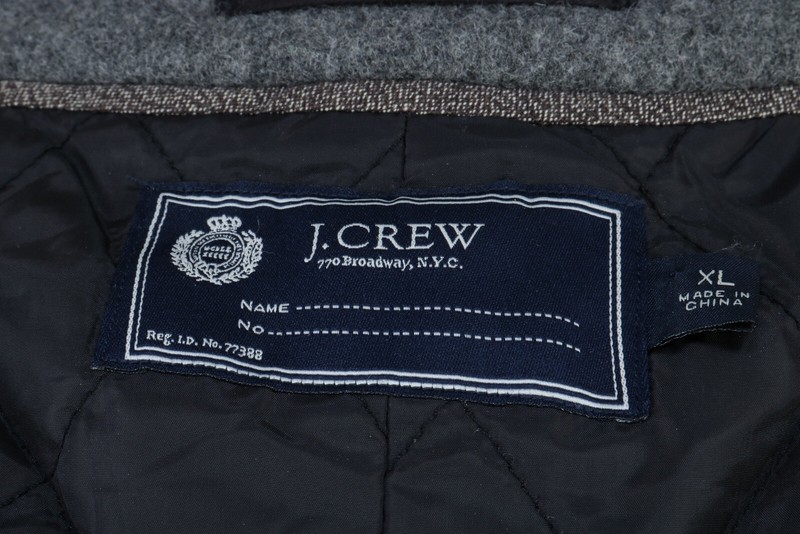 J.CREW
770 Broadway, N.Y.C.
NAME
NO
Reg. I.D. No. 77388
XL
MADE IN
CHINA